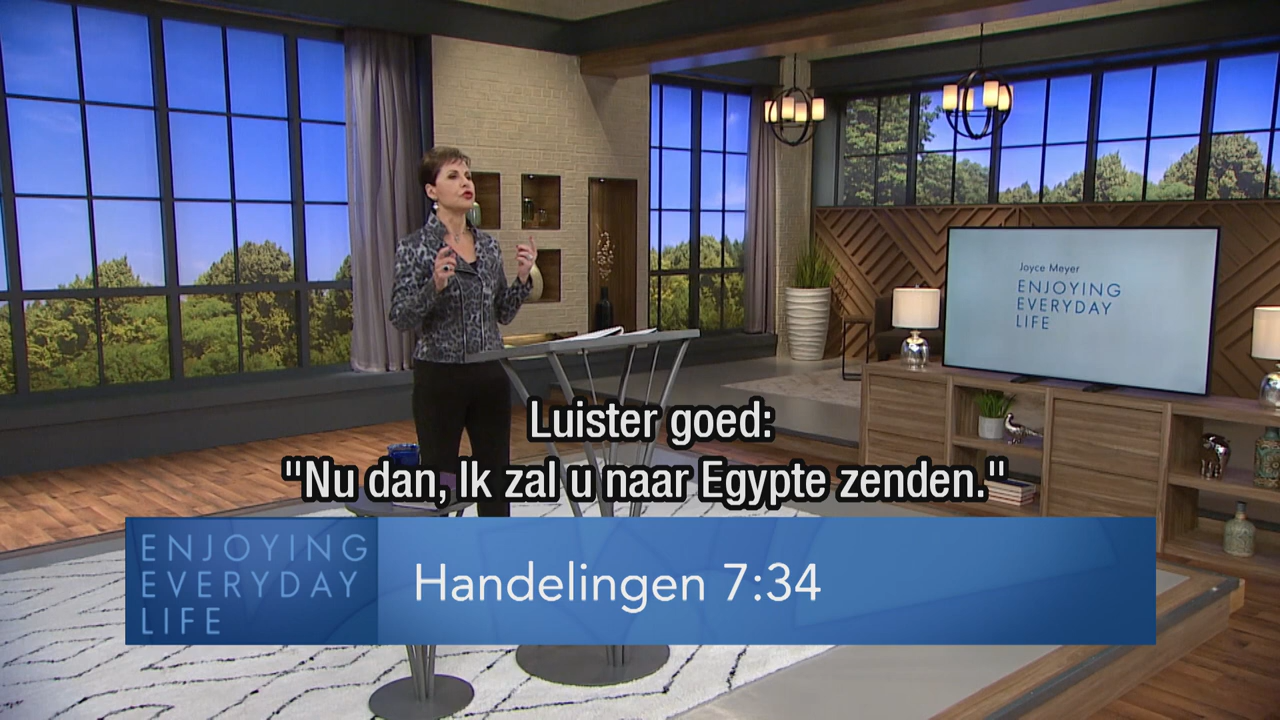 Joyce Meyer
ENJOYING
EVERYDAY
LIFE
Luister goed:
"Nu dan, Ik zal u naar Egypte zenden."
ENJOYING
EVERYDAY
LIFE
Handelingen 7:34